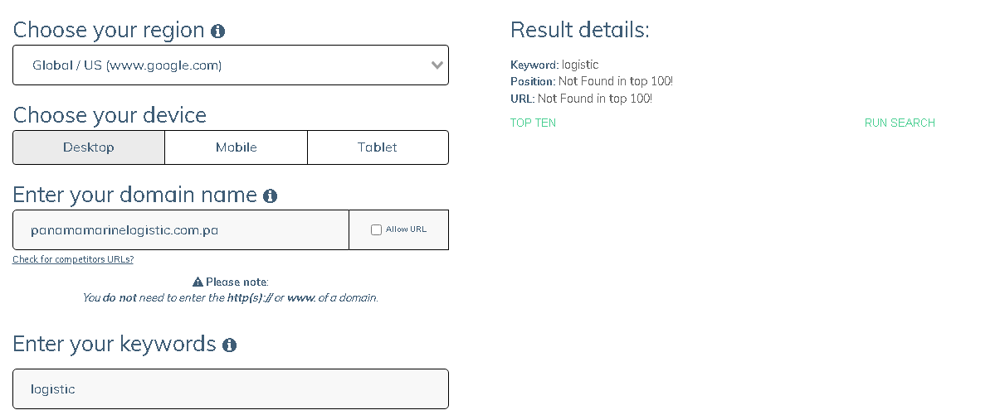 Choose your region
Global / US (www.google.com)
Choose your device
Desktop
Mobile
Tablet
Enter your domain name
panamamarinelogistic.com.pa
Allow URL
Check for competitors URLs?
Please note:
You do not need to enter the http(s):// or www. of a domain.
Enter your keywords
logistic
Result details:
Keyword: logistic
Position: Not Found in top 100!
URL: Not Found in top 100!
TOP TEN
RUN SEARCH